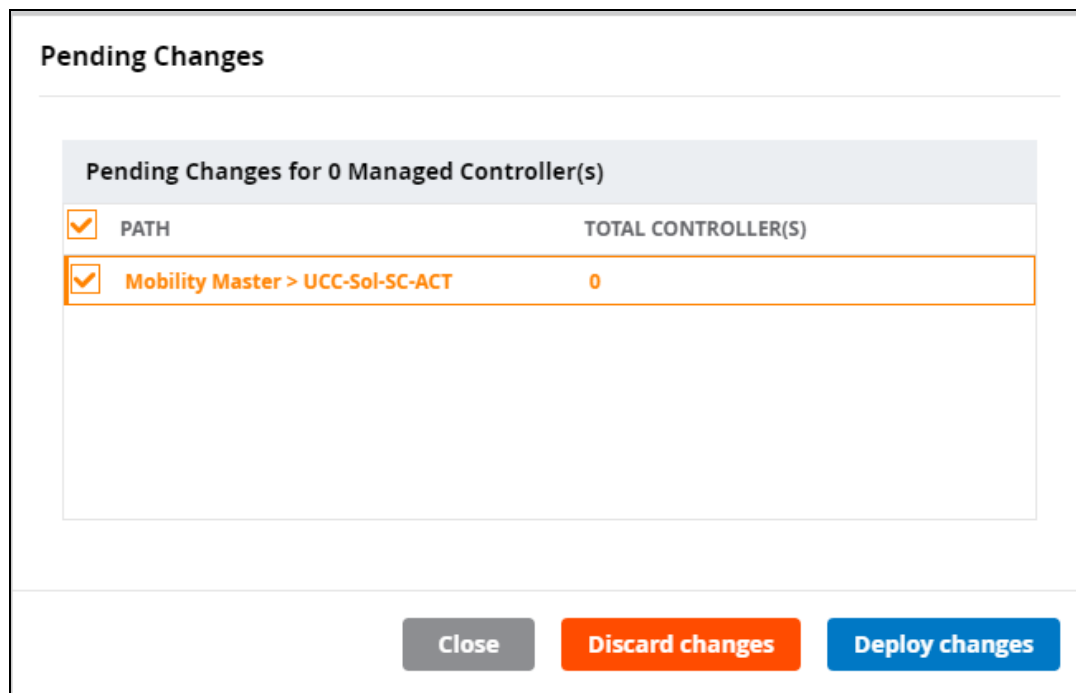 Pending Changes
Pending Changes for 0 Managed Controller(s)
PATH TOTAL CONTROLLER(S)
Mobility Master > UCC-Sol-SC-ACT 0
Close Discard changes Deploy changes